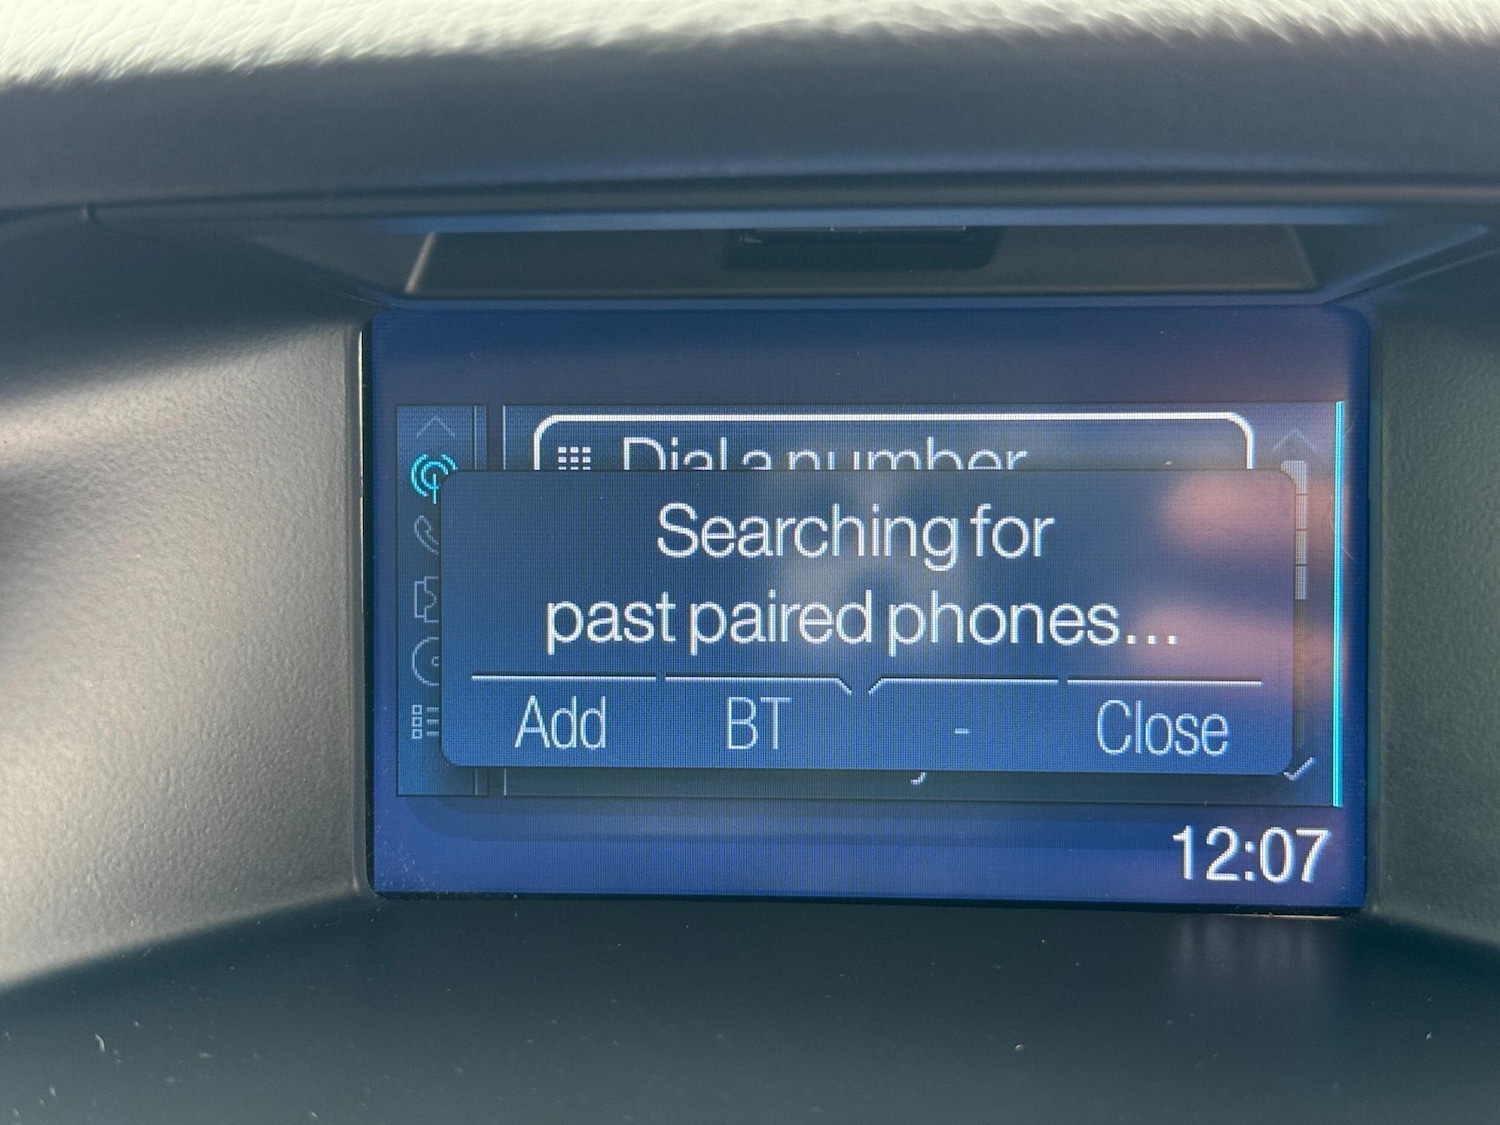 Dial a number
Searching for
past paired phones...
Add BT - Close
12:07